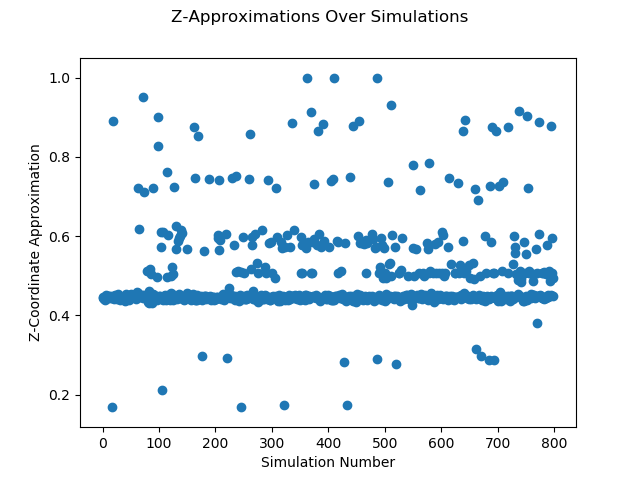 Z-Approximations Over Simulations
1.0
0.8
0.6
0.4
0.2
Z-Coordinate Approximation
0 100 200 300 400 500 600 700 800
Simulation Number